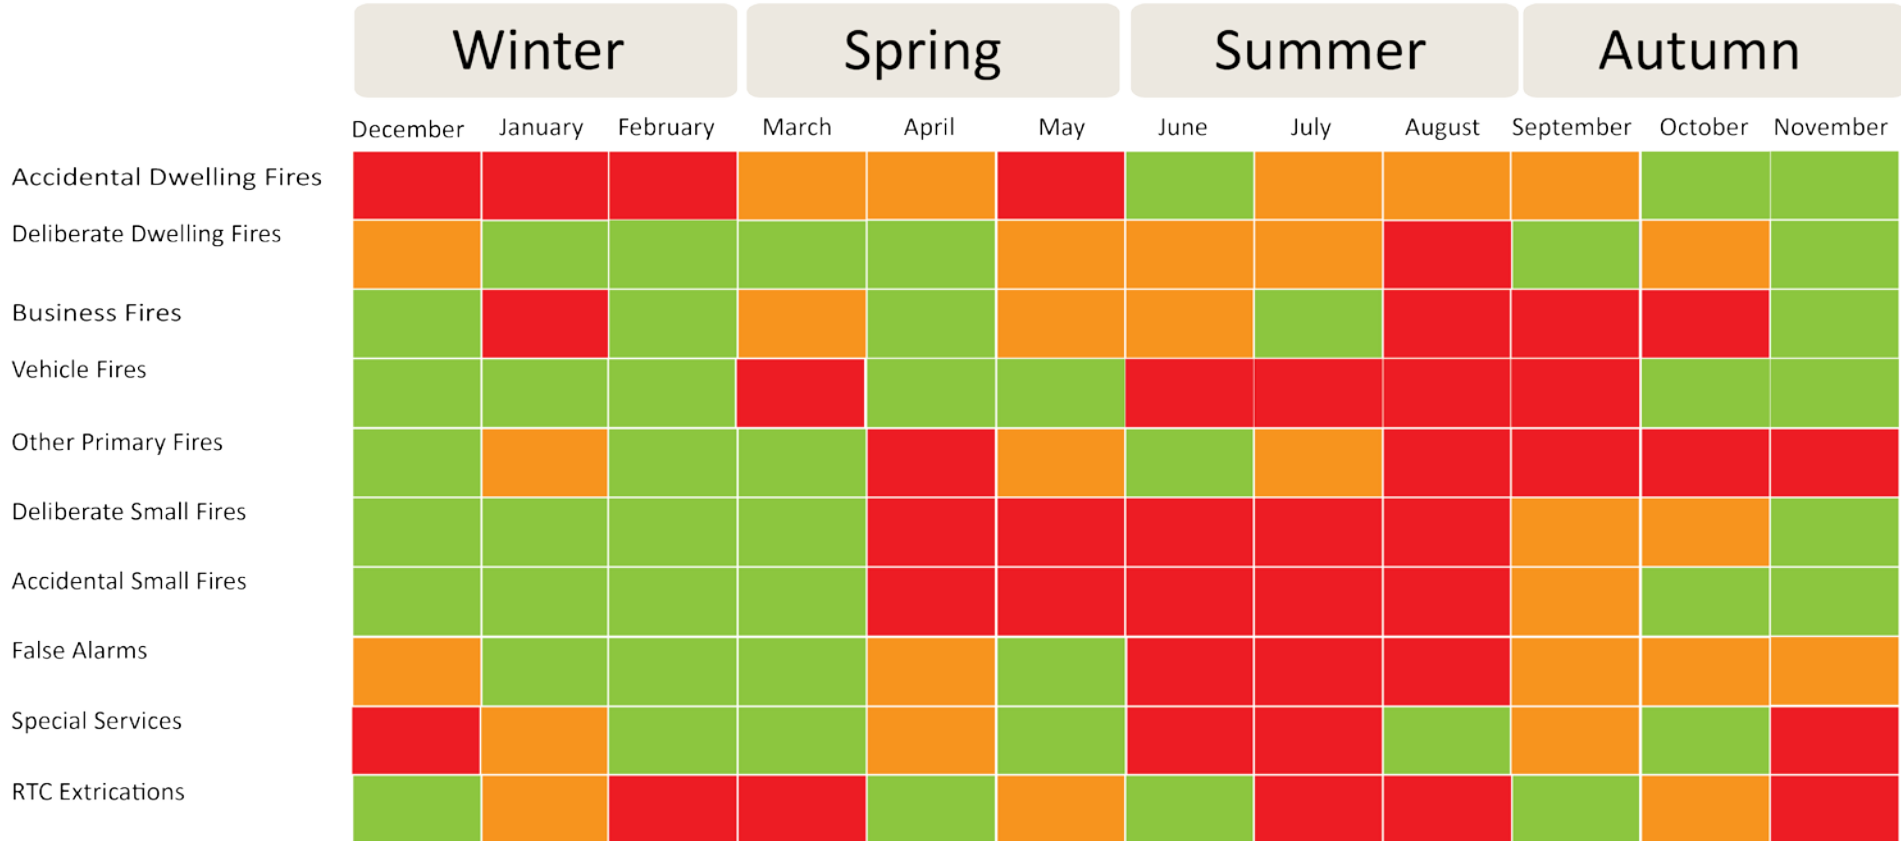 Winter Spring Summer Autumn
December January February March April May June July August September October November
Accidental Dwelling Fires
Deliberate Dwelling Fires
Business Fires
Vehicle Fires
Other Primary Fires
Deliberate Small Fires
Accidental Small Fires
False Alarms
Special Services
RTC Extrications